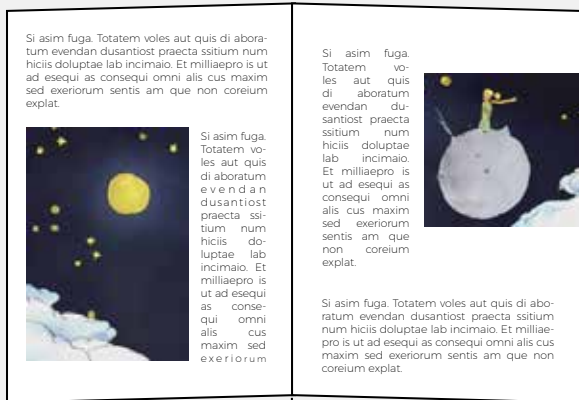 Si asim fuga. Totatem voles aut quis di abora-
tum evendan dusantiost praecta ssitium num
hiciis doluptae lab incimaio. Et milliaepro is ut
ad esequi as consequi omni alis cus maxim
sed exeriorum sentis am que non coreium
explat.
Si asim fuga.
Totatem vo-
les aut quis
di aboratum
evendan
dusantiost
praecta ssi-
tium num
hiciis do-
luptae lab
incimaio. Et
milliaepro is
ut ad esequi
as conse-
qui omni
alis cus
maxim sed
exeriorum
Si asim fuga.
Totatem vo-
les aut quis
di aboratum
evendan du-
santiost praecta
ssitium num
hiciis doluptae
lab incimaio.
Et milliaepro is
ut ad esequi as
consequi omni
alis cus maxim
sed exeriorum
sentis am que
non coreium
explat.
Si asim fuga. Totatem voles aut quis di abo-
ratum evendan dusantiost praecta ssitium
num hiciis doluptae lab incimaio. Et milliae-
pro is ut ad esequi as consequi omni alis cus
maxim sed exeriorum sentis am que non
coreium explat.